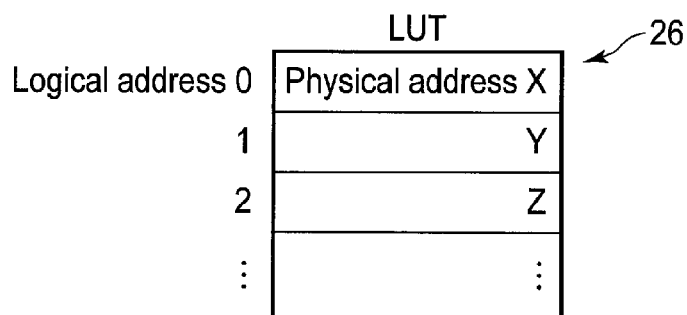 LUT
26
Logical address 0 Physical address X
1 Y
2 Z
⋮ ⋮